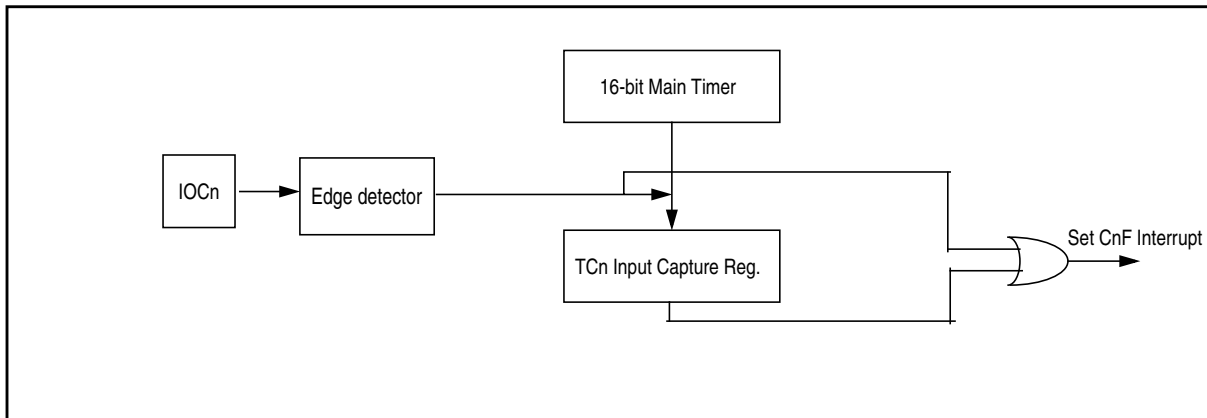 16-bit Main Timer
IOCn
Edge detector
TCn Input Capture Reg.
Set CnF Interrupt